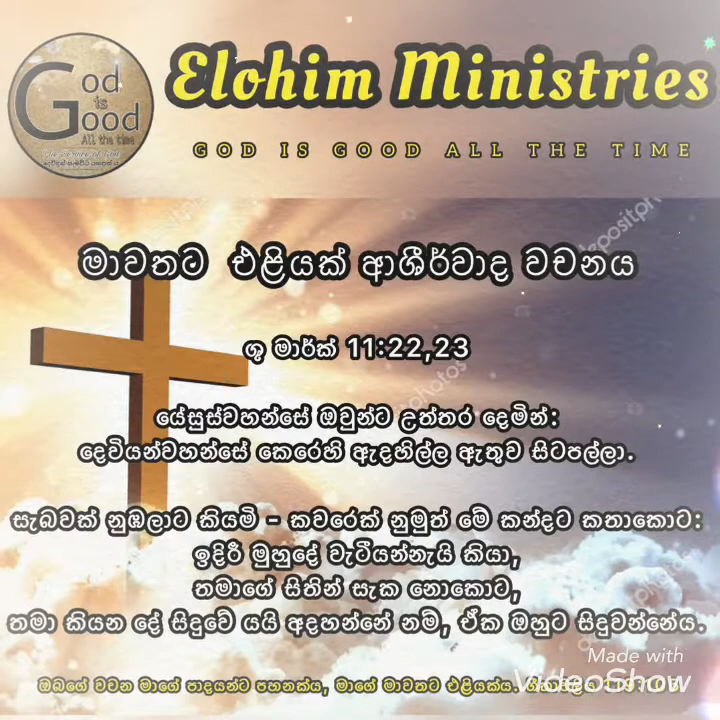 God is Good
All the time
Elohim Ministries
GOD IS GOOD ALL THE TIME
මාවතට එළියක් ආශීර්වාද වචනය
ශු මාර්ක් 11:22,23
යේසුස්වහන්සේ ඔවුන්ට උත්තර දෙමින්:
දෙවියන්වහන්සේ කෙරෙහි ඇදහිල්ල ඇතුව සිටපල්ලා.
සැබවක් නුඹලාට කියමි - කවරෙක් නුමුත් මේ කන්දට කතාකොට:
ඉදිරී මුහුදේ වැටීයන්නැයි කියා,
තමාගේ සිතින් සැක නොකොට,
තමා කියන දේ සිදුවේ යයි අදහන්නේ නම්, ඒක ඔහුට සිදුවන්නේය.
Made with
VideoShow
ඔබගේ වචන මාගේ පාදයන්ට පහනක්ය, මාගේ මාවතට එළියක්ය.